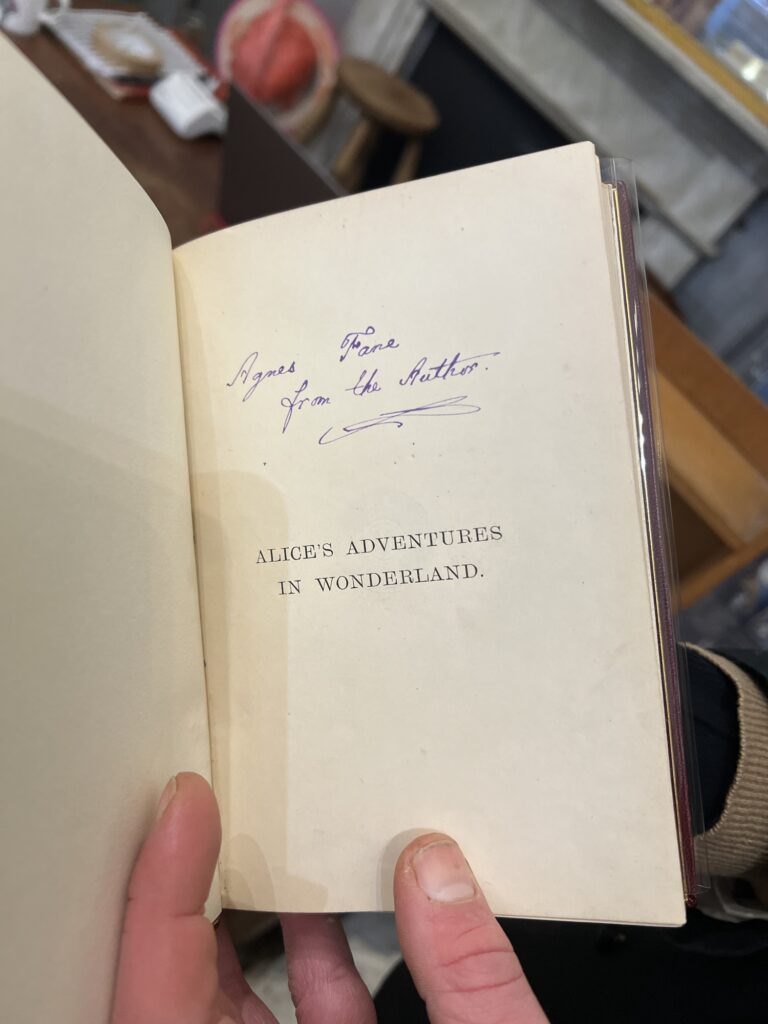 Agnes Fane
from the Author.
ALICE'S ADVENTURES
IN WONDERLAND.